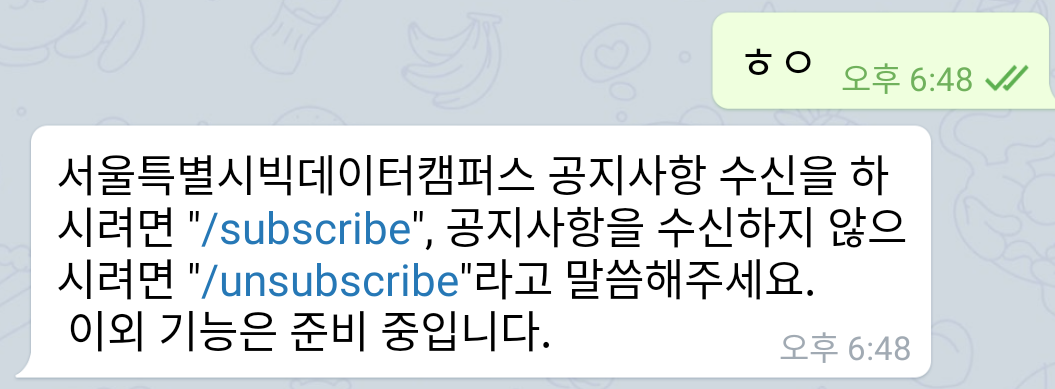 ㅎㅇ 오후 6:48
서울특별시빅데이터캠퍼스 공지사항 수신을 하
시려면 "/subscribe", 공지사항을 수신하지 않으
시려면 "/unsubscribe"라고 말씀해주세요.
이외 기능은 준비 중입니다.
오후 6:48